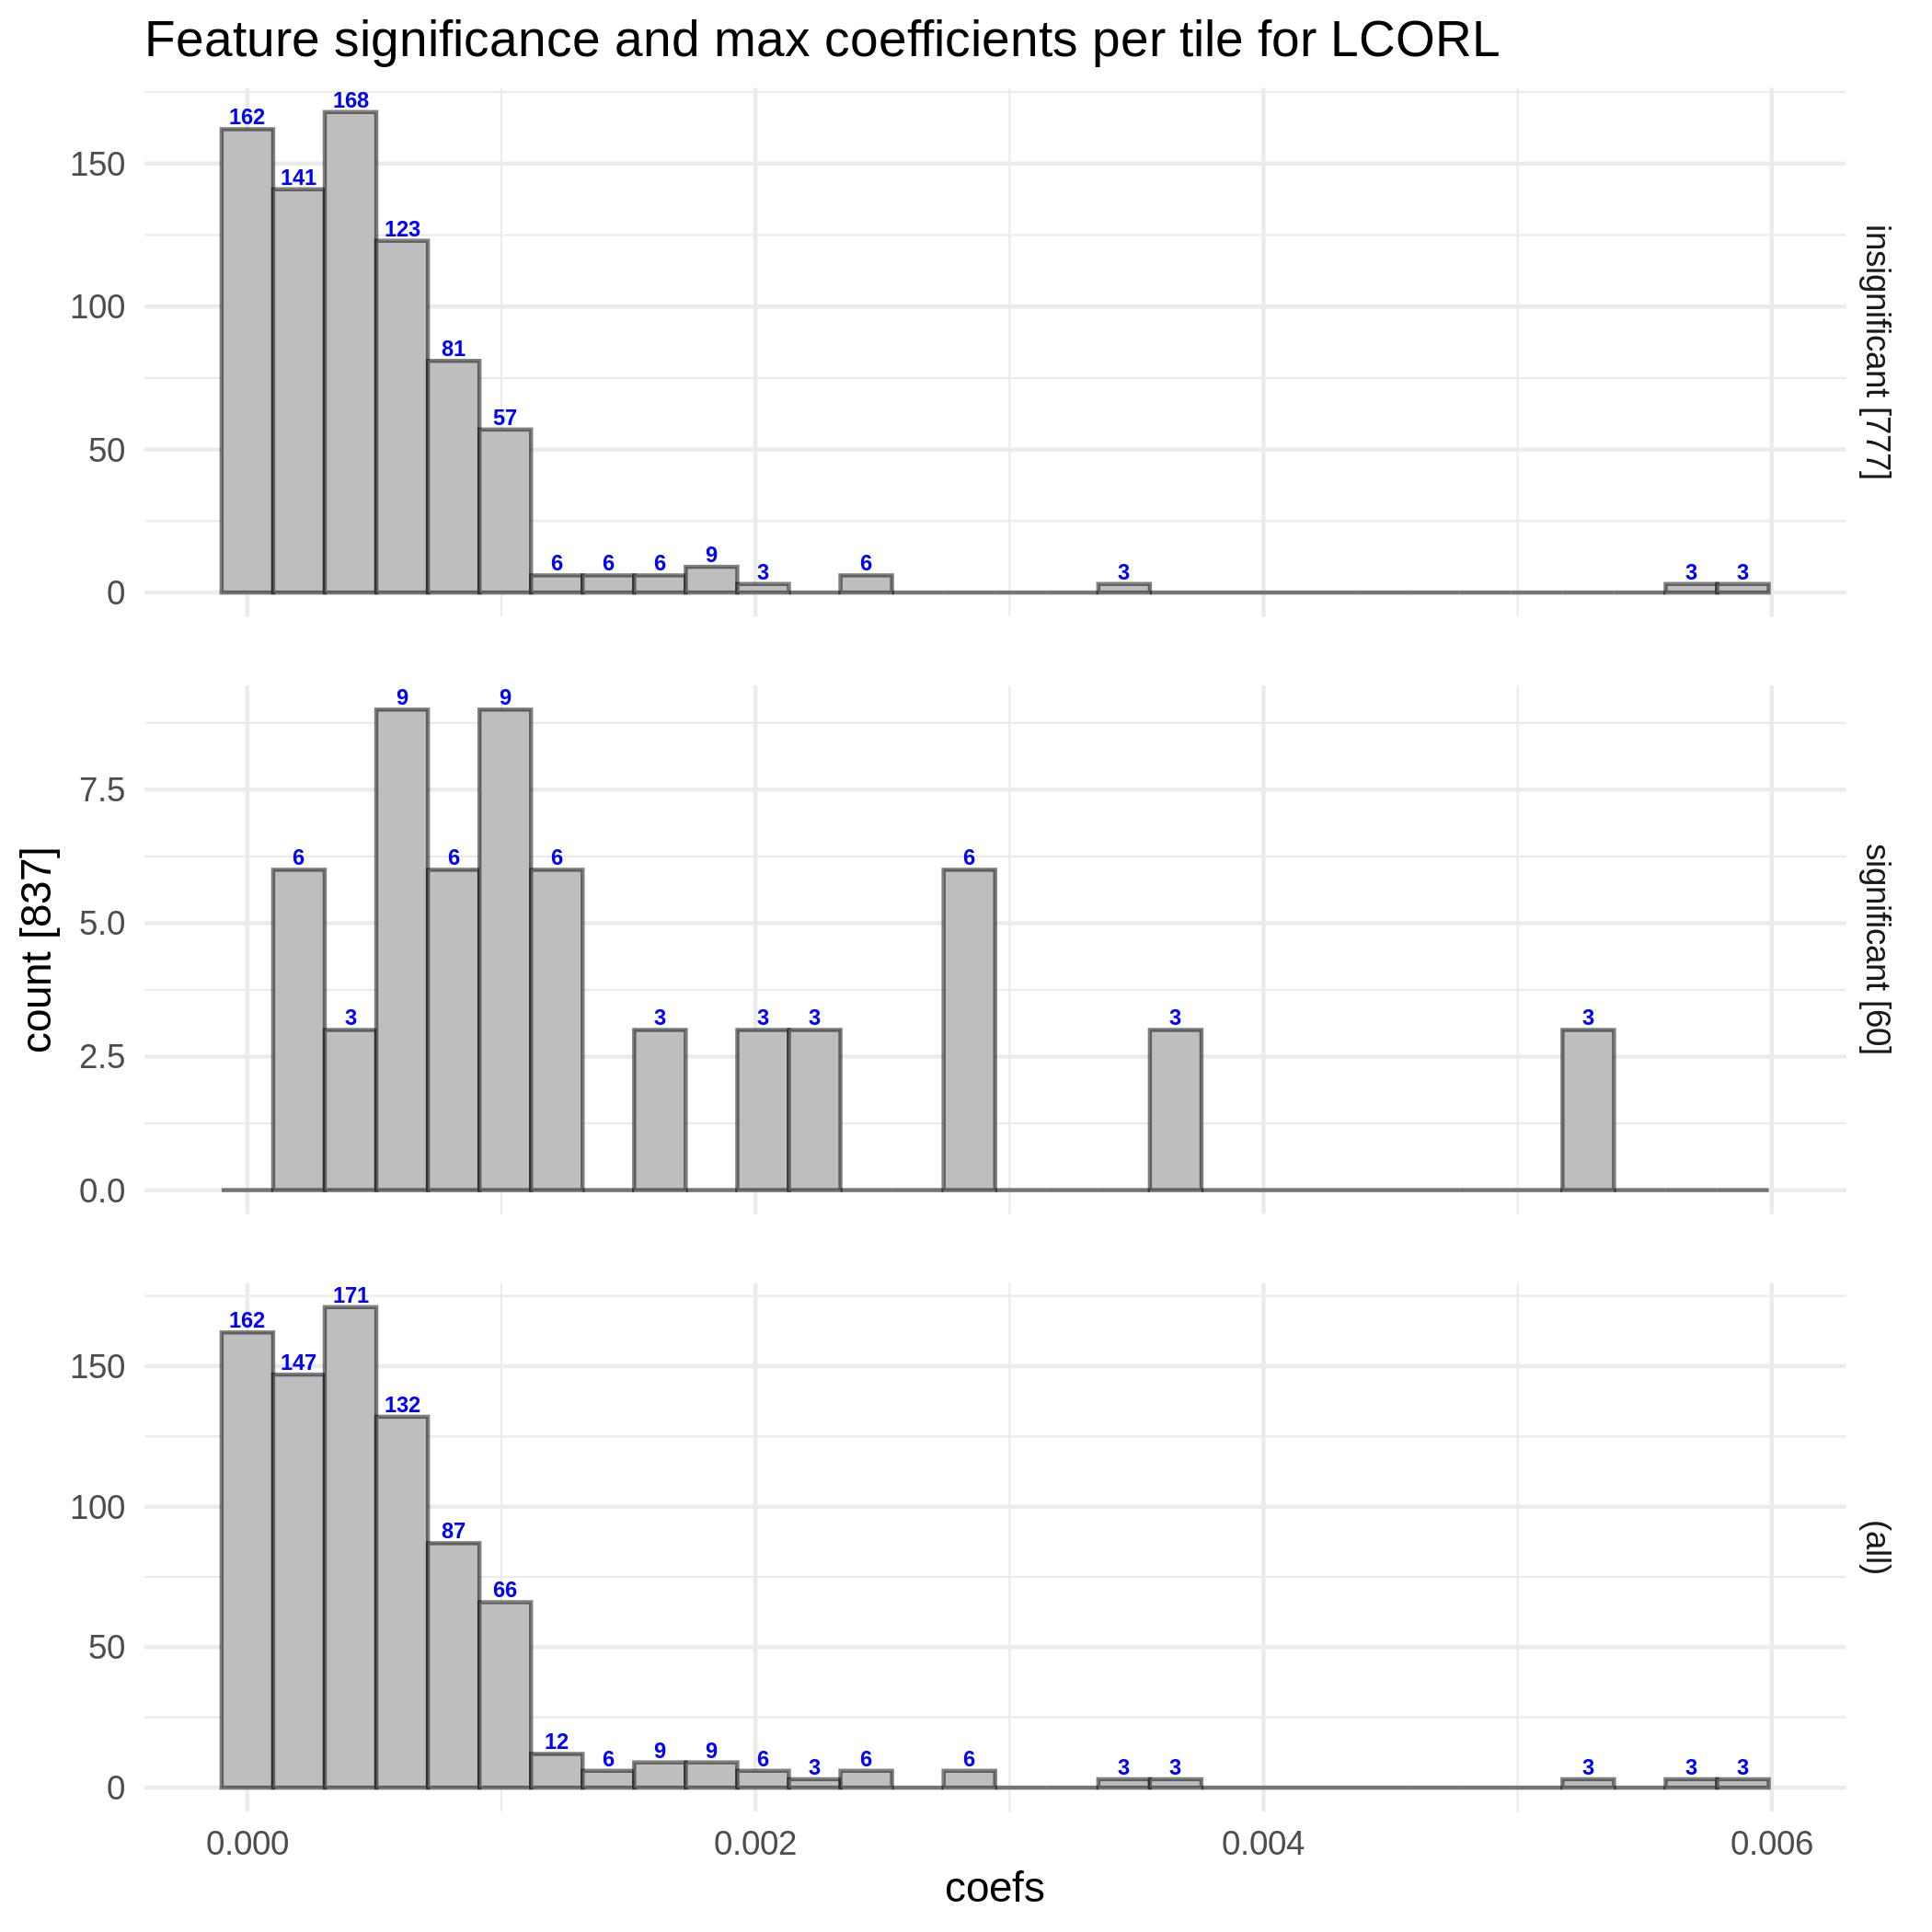 Feature significance and max coefficients per tile for LCORL
162 141 168 123 81 57 6 6 6 9 3 6 3 3 3
150
100
50
0
insignificant [777]
6 3 9 6 9 6 3 3 3 6 3 3
7.5
5.0
2.5
0.0
significant [60]
count [837]
162 147 171 132 87 66 12 6 9 9 6 3 6 6 3 3 3 3 3
150
100
50
0
(all)
0.000 0.002 0.004 0.006
coefs